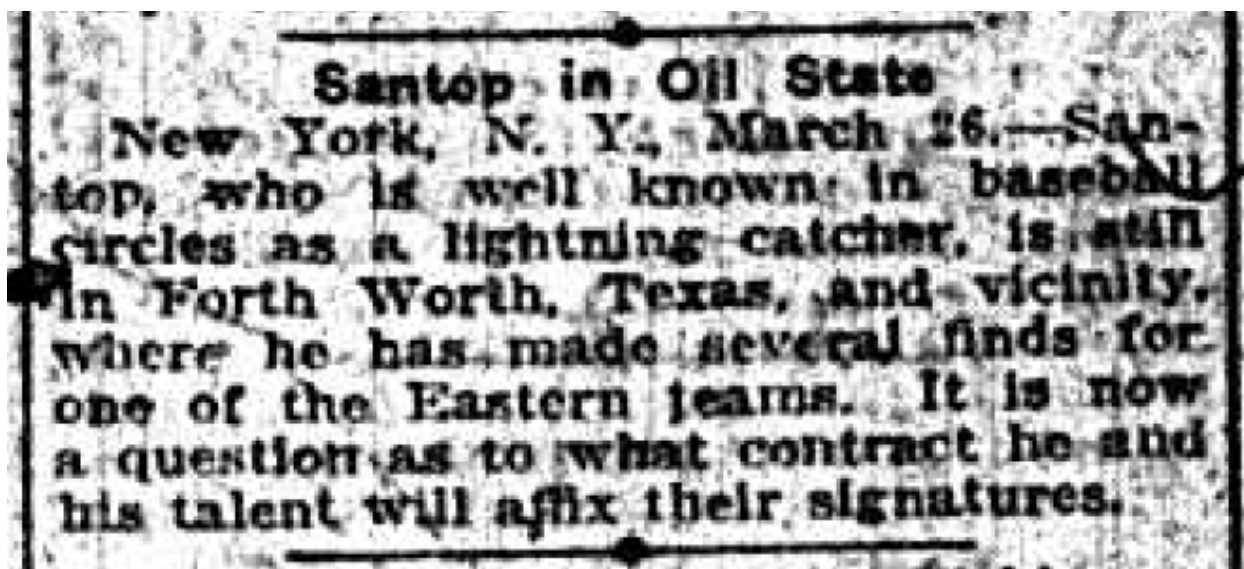 Santop in Oil State
New York, N. Y., March 26.—San-
top, who is well known in baseball
circles as a lightning catcher, is still
in Forth Worth, Texas, and vicinity,
where he has made several finds for
one of the Eastern teams. It is now
a question as to what contract he and
his talent will affix their signatures.